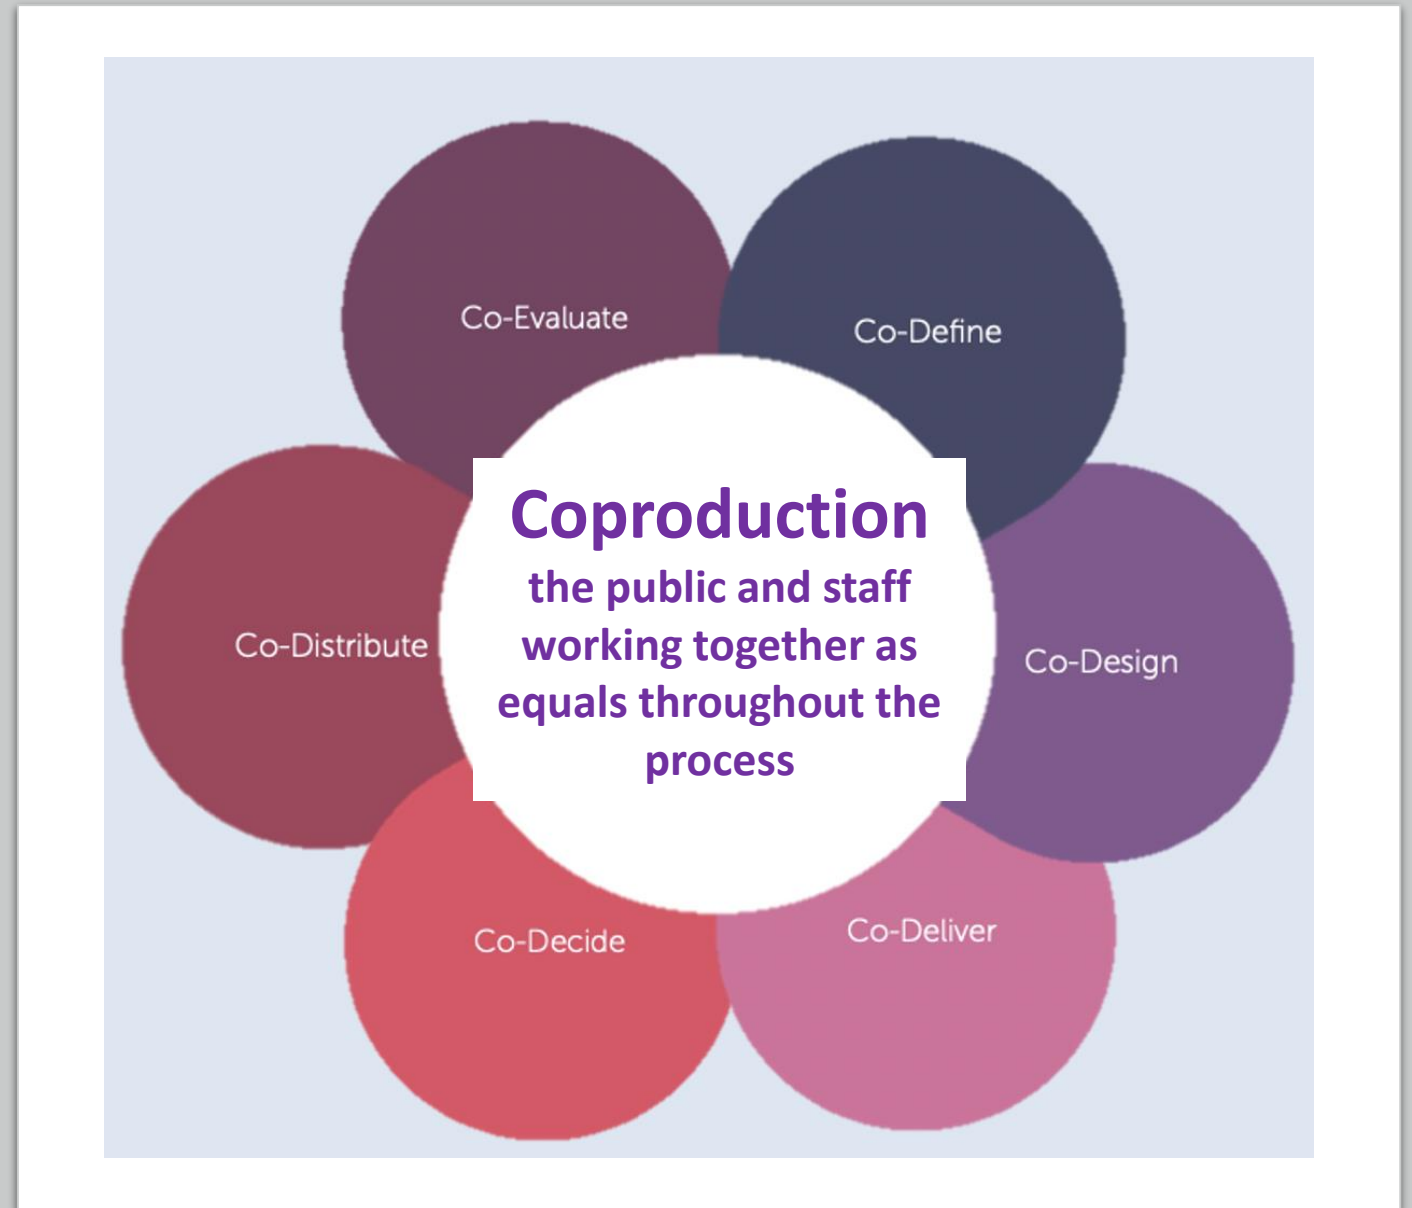 Co-Evaluate
Co-Define
Coproduction
the public and staff
working together as
equals throughout the
process
Co-Distribute
Co-Design
Co-Decide
Co-Deliver